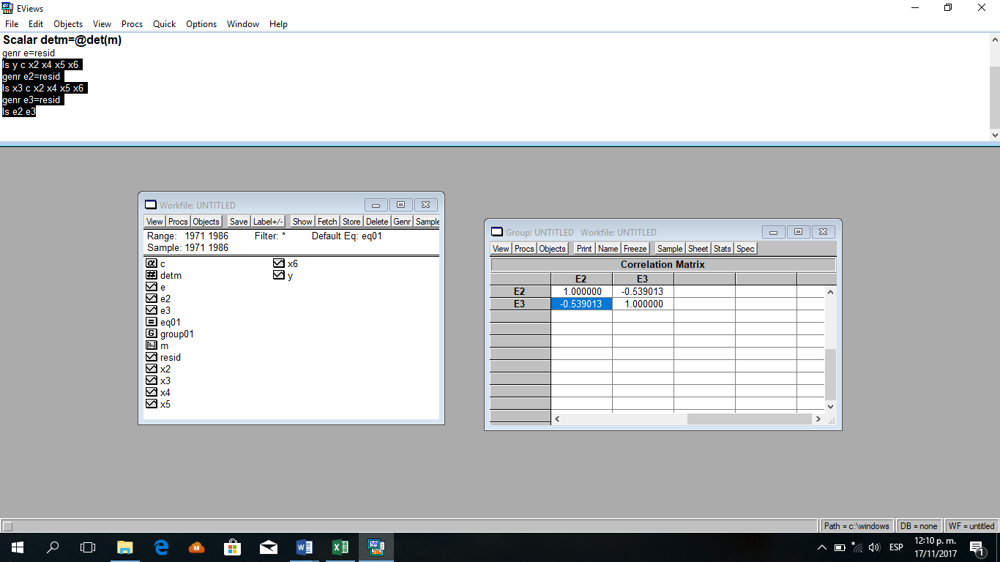 EViews
File Edit Objects View Procs Quick Options Window Help
Scalar detm=@det(m)
genr e=resid
ls y c x2 x4 x5 x6
genr e2=resid
ls x3 c x2 x4 x5 x6
genr e3=resid
ls e2 e3
Workfile: UNTITLED
View Procs Objects Save Label+/- Show Fetch Store Delete Genr Sample
Range: 1971 1986 Filter: * Default Eq: eq01
Sample: 1971 1986
c
detm
e
e2
e3
eq01
group01
m
resid
x2
x3
x4
x5
x6
y
Group: UNTITLED Workfile: UNTITLED
View Procs Objects Print Name Freeze Sample Sheet Stats Spec
Correlation Matrix
E2 E3
E2 1.000000 -0.539013
E3 -0.539013 1.000000
Path = c:\windows DB = none WF = untitled
ESP
12:10 p. m.
17/11/2017
1